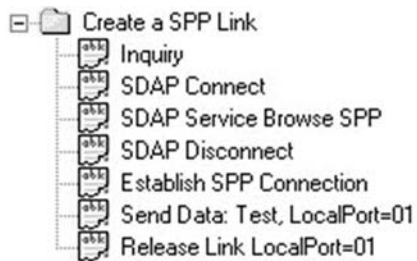 Create a SPP Link
Inquiry
SDAP Connect
SDAP Service Browse SPP
SDAP Disconnect
Establish SPP Connection
Send Data: Test, LocalPort=01
Release Link LocalPort=01